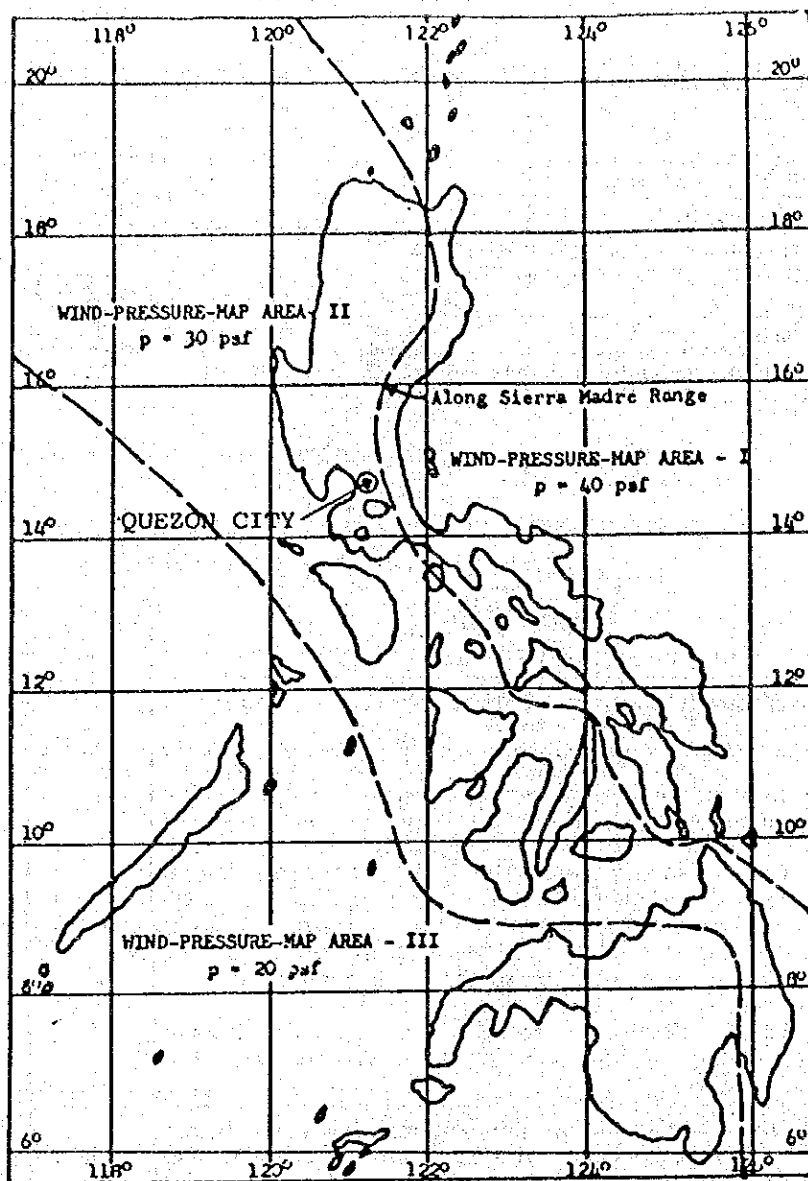 118° 120° 122° 124° 126°
20° 20°
18° 18°
WIND-PRESSURE-MAP AREA - II
p = 30 psf
16° 16°
Along Sierra Madre Range
WIND-PRESSURE-MAP AREA - I
p = 40 psf
QUEZON CITY
14° 14°
12° 12°
10° 10°
WIND-PRESSURE-MAP AREA - III
p = 20 psf
8° 8°
6° 6°
118° 120° 122° 124° 126°